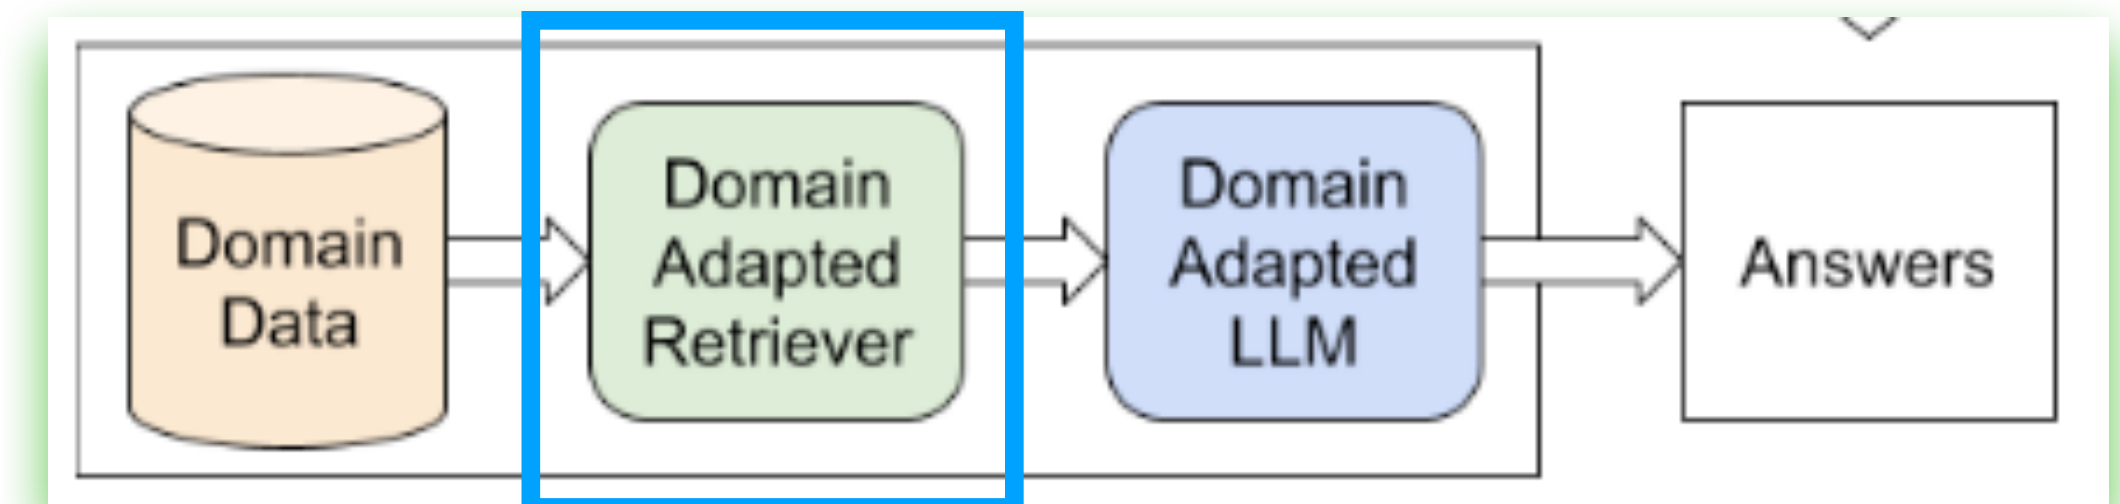 Domain
Data
Domain
Adapted
Retriever
Domain
Adapted
LLM
Answers